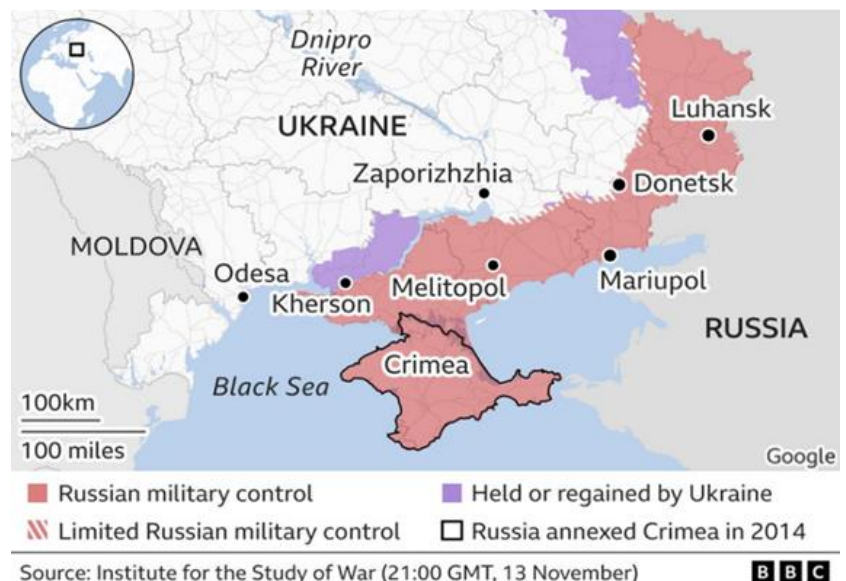 Dnipro
River
UKRAINE
Luhansk
Zaporizhzhia
Donetsk
MOLDOVA
Odesa
Kherson
Melitopol
Mariupol
RUSSIA
Crimea
Black Sea
100km
100 miles
Google
Russian military control
Held or regained by Ukraine
Limited Russian military control
Russia annexed Crimea in 2014
Source: Institute for the Study of War (21:00 GMT, 13 November)
BBC